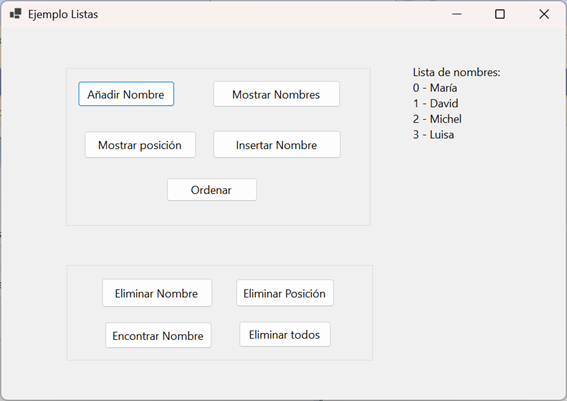 Ejemplo Listas
Añadir Nombre
Mostrar Nombres
Mostrar posición
Insertar Nombre
Ordenar
Lista de nombres:
0 - María
1 - David
2 - Michel
3 - Luisa
Eliminar Nombre
Eliminar Posición
Encontrar Nombre
Eliminar todos